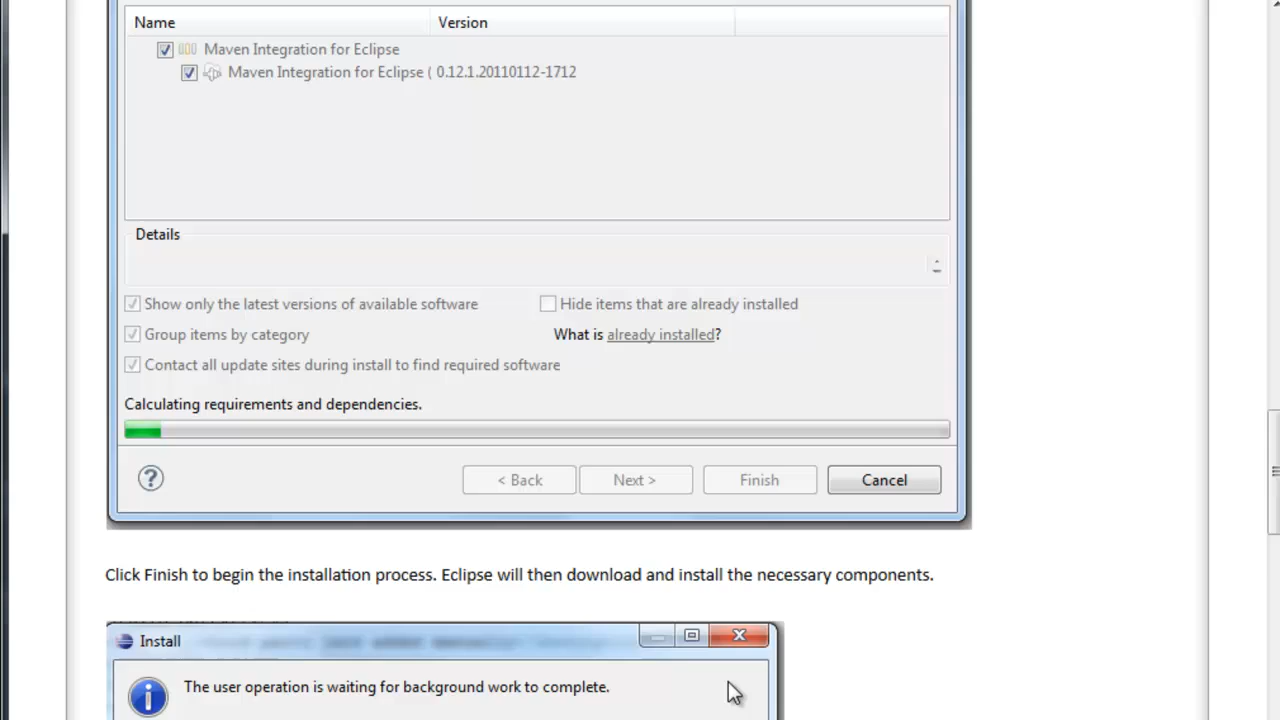 Name Version
Maven Integration for Eclipse
Maven Integration for Eclipse ( 0.12.1.20110112-1712
Details
Show only the latest versions of available software Hide items that are already installed
Group items by category What is already installed?
Contact all update sites during install to find required software
Calculating requirements and dependencies.
? < Back Next > Finish Cancel
Click Finish to begin the installation process. Eclipse will then download and install the necessary components.
Install
The user operation is waiting for background work to complete.